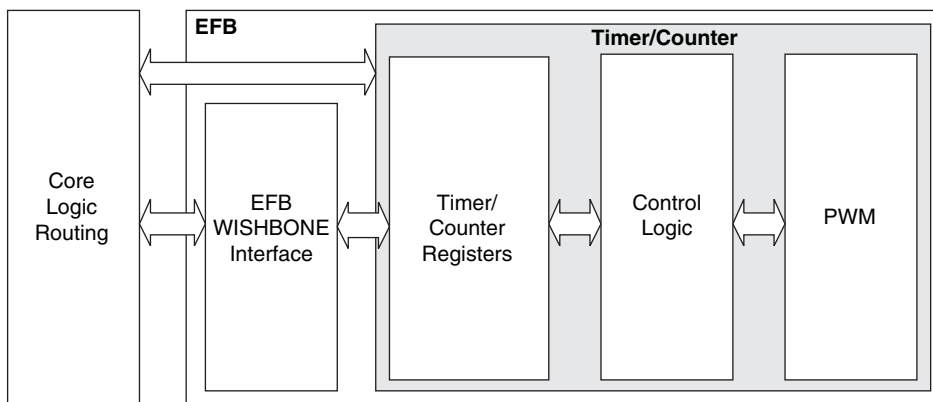 EFB
Timer/Counter
Core
Logic
Routing
EFB
WISHBONE
Interface
Timer/
Counter
Registers
Control
Logic
PWM